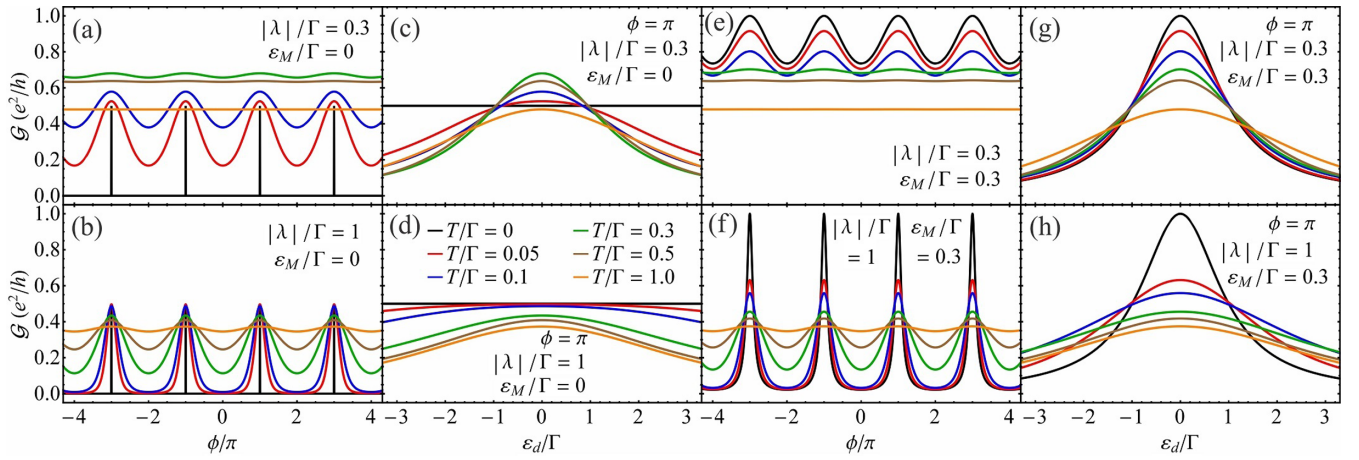 (a)
|λ|/Γ = 0.3
ε_M/Γ = 0
(c)
ϕ = π
|λ|/Γ = 0.3
ε_M/Γ = 0
(e)
|λ|/Γ = 0.3
ε_M/Γ = 0.3
(g)
ϕ = π
|λ|/Γ = 0.3
ε_M/Γ = 0.3
1.0
0.8
0.6
0.4
0.2
0.0
𝒢 (e²/h)
(b)
|λ|/Γ = 1
ε_M/Γ = 0
(d)
T/Γ = 0
T/Γ = 0.3
T/Γ = 0.05
T/Γ = 0.5
T/Γ = 0.1
T/Γ = 1.0
ϕ = π
|λ|/Γ = 1
ε_M/Γ = 0
(f)
|λ|/Γ
= 1
ε_M/Γ
= 0.3
(h)
ϕ = π
|λ|/Γ = 1
ε_M/Γ = 0.3
1.0
0.8
0.6
0.4
0.2
0.0
𝒢 (e²/h)
−4 −2 0 2 4
ϕ/π
−3 −2 −1 0 1 2 3
ε_d/Γ
−4 −2 0 2 4
ϕ/π
−3 −2 −1 0 1 2 3
ε_d/Γ